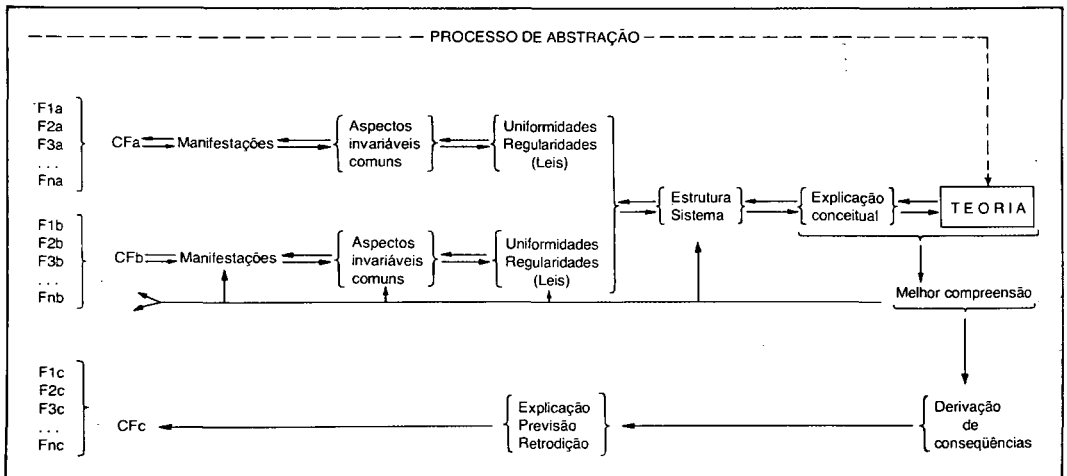 PROCESSO DE ABSTRAÇÃO
F1a
F2a
F3a
...
Fna
CFa
Manifestações
Aspectos
invariáveis
comuns
Uniformidades
Regularidades
(Leis)
Estrutura
Sistema
Explicação
conceitual
TEORIA
F1b
F2b
F3b
...
Fnb
CFb
Manifestações
Aspectos
invariáveis
comuns
Uniformidades
Regularidades
(Leis)
Melhor compreensão
F1c
F2c
F3c
...
Fnc
CFc
Explicação
Previsão
Retrodição
Derivação
de
conseqüências